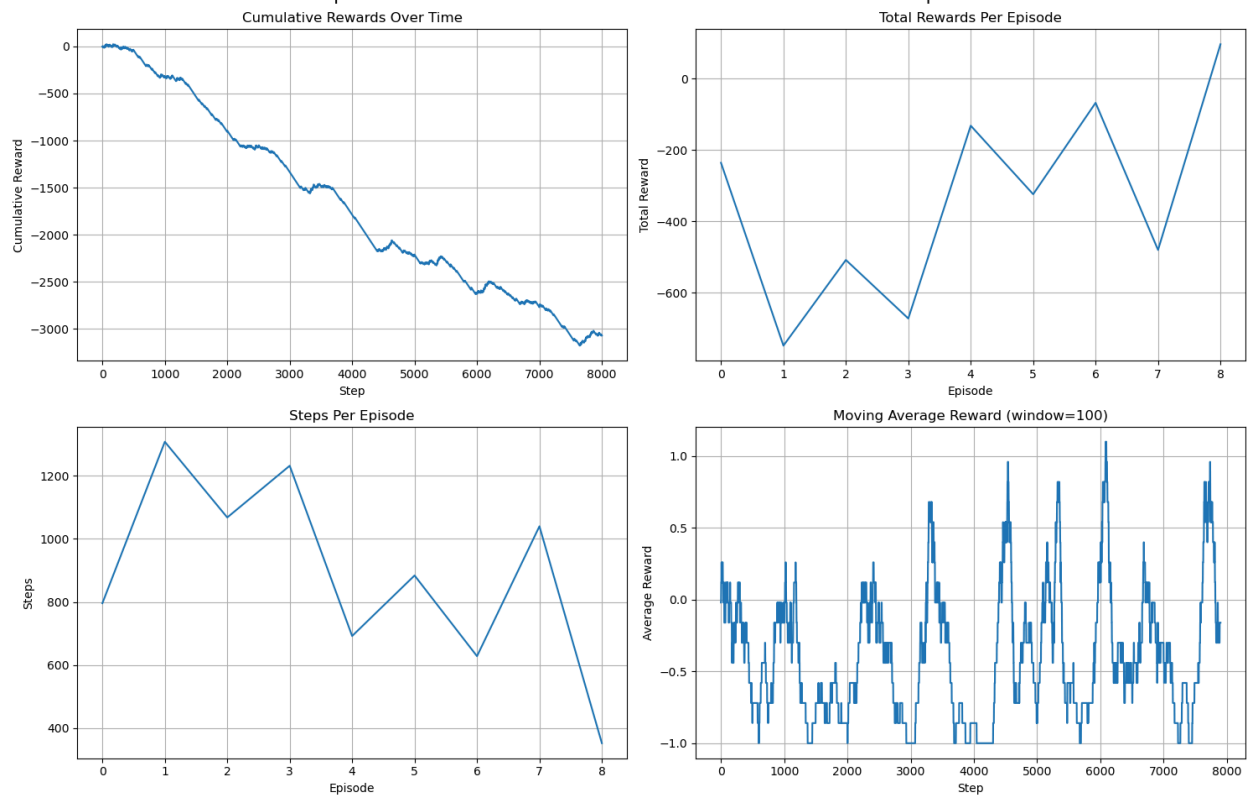 Cumulative Rewards Over Time
0
−500
−1000
−1500
−2000
−2500
−3000
Cumulative Reward
0 1000 2000 3000 4000 5000 6000 7000 8000
Step
Total Rewards Per Episode
0
−200
−400
−600
Total Reward
0 1 2 3 4 5 6 7 8
Episode
Steps Per Episode
1200
1000
800
600
400
Steps
0 1 2 3 4 5 6 7 8
Episode
Moving Average Reward (window=100)
1.0
0.5
0.0
−0.5
−1.0
Average Reward
0 1000 2000 3000 4000 5000 6000 7000 8000
Step